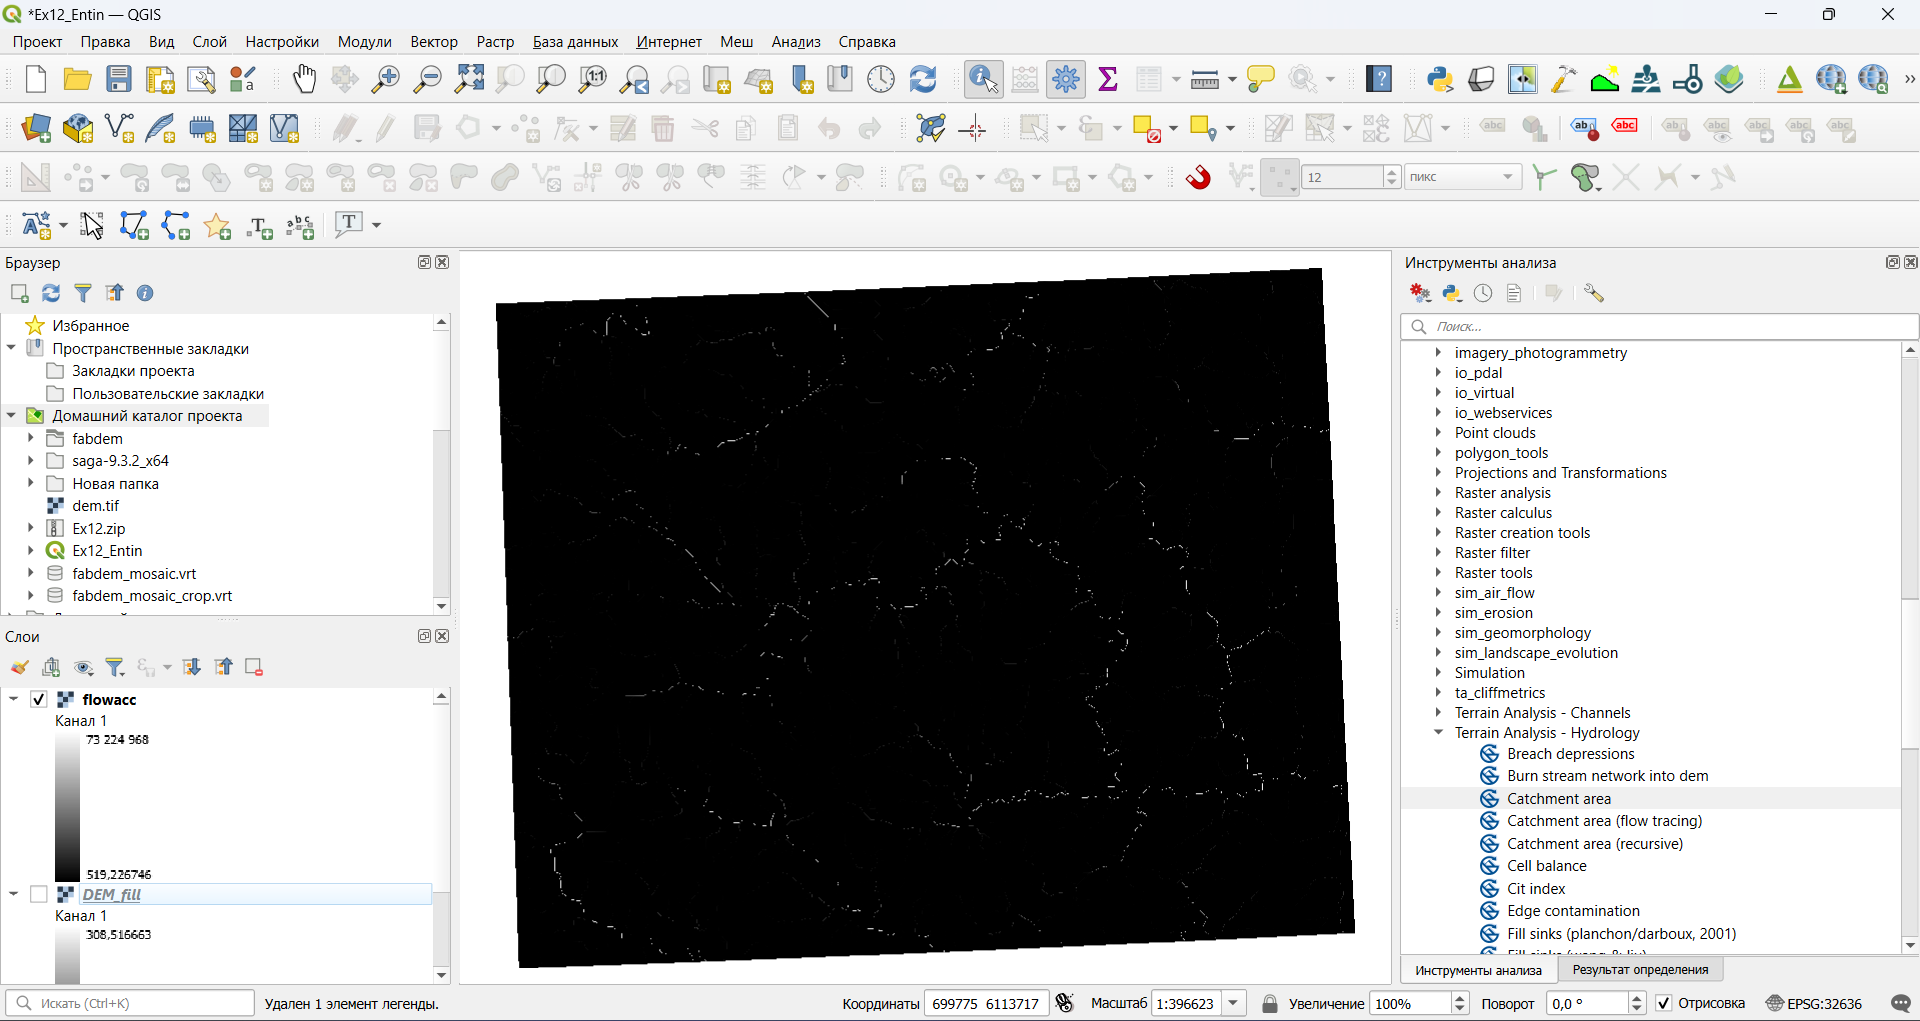 *Ex12_Entin — QGIS
Проект Правка Вид Слой Настройки Модули Вектор Растр База данных Интернет Меш Анализ Справка
12 пикс
Браузер
Избранное
Пространственные закладки
Закладки проекта
Пользовательские закладки
Домашний каталог проекта
fabdem
saga-9.3.2_x64
Новая папка
dem.tif
Ex12.zip
Ex12_Entin
fabdem_mosaic.vrt
fabdem_mosaic_crop.vrt
Слои
flowacc
Канал 1
73 224 968
519,226746
DEM_fill
Канал 1
308,516663
Инструменты анализа
Поиск...
imagery_photogrammetry
io_pdal
io_virtual
io_webservices
Point clouds
polygon_tools
Projections and Transformations
Raster analysis
Raster calculus
Raster creation tools
Raster filter
Raster tools
sim_air_flow
sim_erosion
sim_geomorphology
sim_landscape_evolution
Simulation
ta_cliffmetrics
Terrain Analysis - Channels
Terrain Analysis - Hydrology
Breach depressions
Burn stream network into dem
Catchment area
Catchment area (flow tracing)
Catchment area (recursive)
Cell balance
Cit index
Edge contamination
Fill sinks (planchon/darboux, 2001)
Инструменты анализа Результат определения
Искать (Ctrl+K) Удален 1 элемент легенды. Координаты 699775 6113717 Масштаб 1:396623 Увеличение 100% Поворот 0,0 ° Отрисовка EPSG:32636